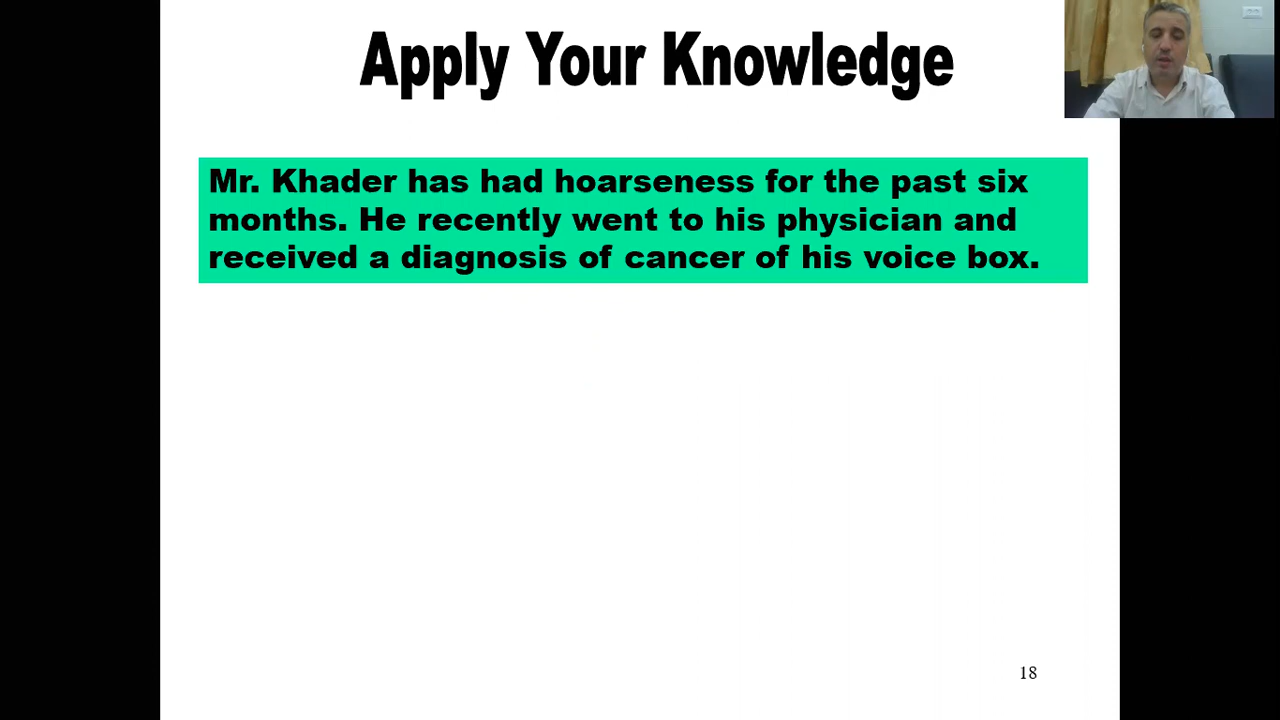 Apply Your Knowledge
Mr. Khader has had hoarseness for the past six
months. He recently went to his physician and
received a diagnosis of cancer of his voice box.
18